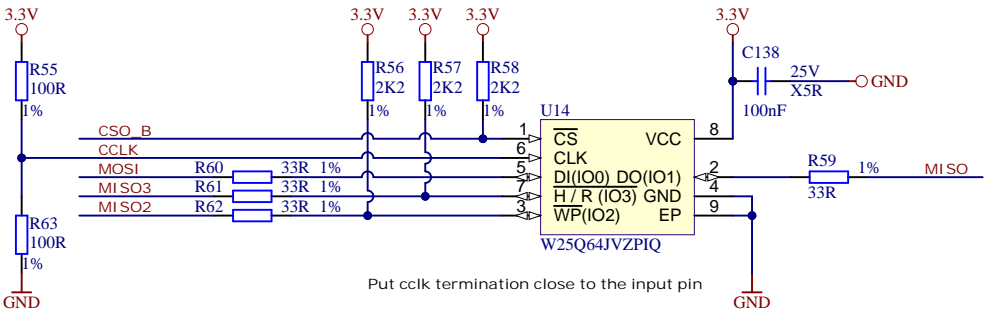 3.3V 3.3V 3.3V 3.3V 3.3V
R55 100R 1%
R56 2K2 1%
R57 2K2 1%
R58 2K2 1%
C138 25V X5R 100nF GND
U14
CSO_B 1 CS VCC 8
CCLK 6 CLK
MOSI R60 33R 1% 5 DI(IO0) DO(IO1) 2 R59 1% 33R MISO
MISO3 R61 33R 1% 7 H / R (IO3) GND 4
MISO2 R62 33R 1% 3 WP(IO2) EP 9
R63 100R 1%
W25Q64JVZPIQ
Put cclk termination close to the input pin
GND GND